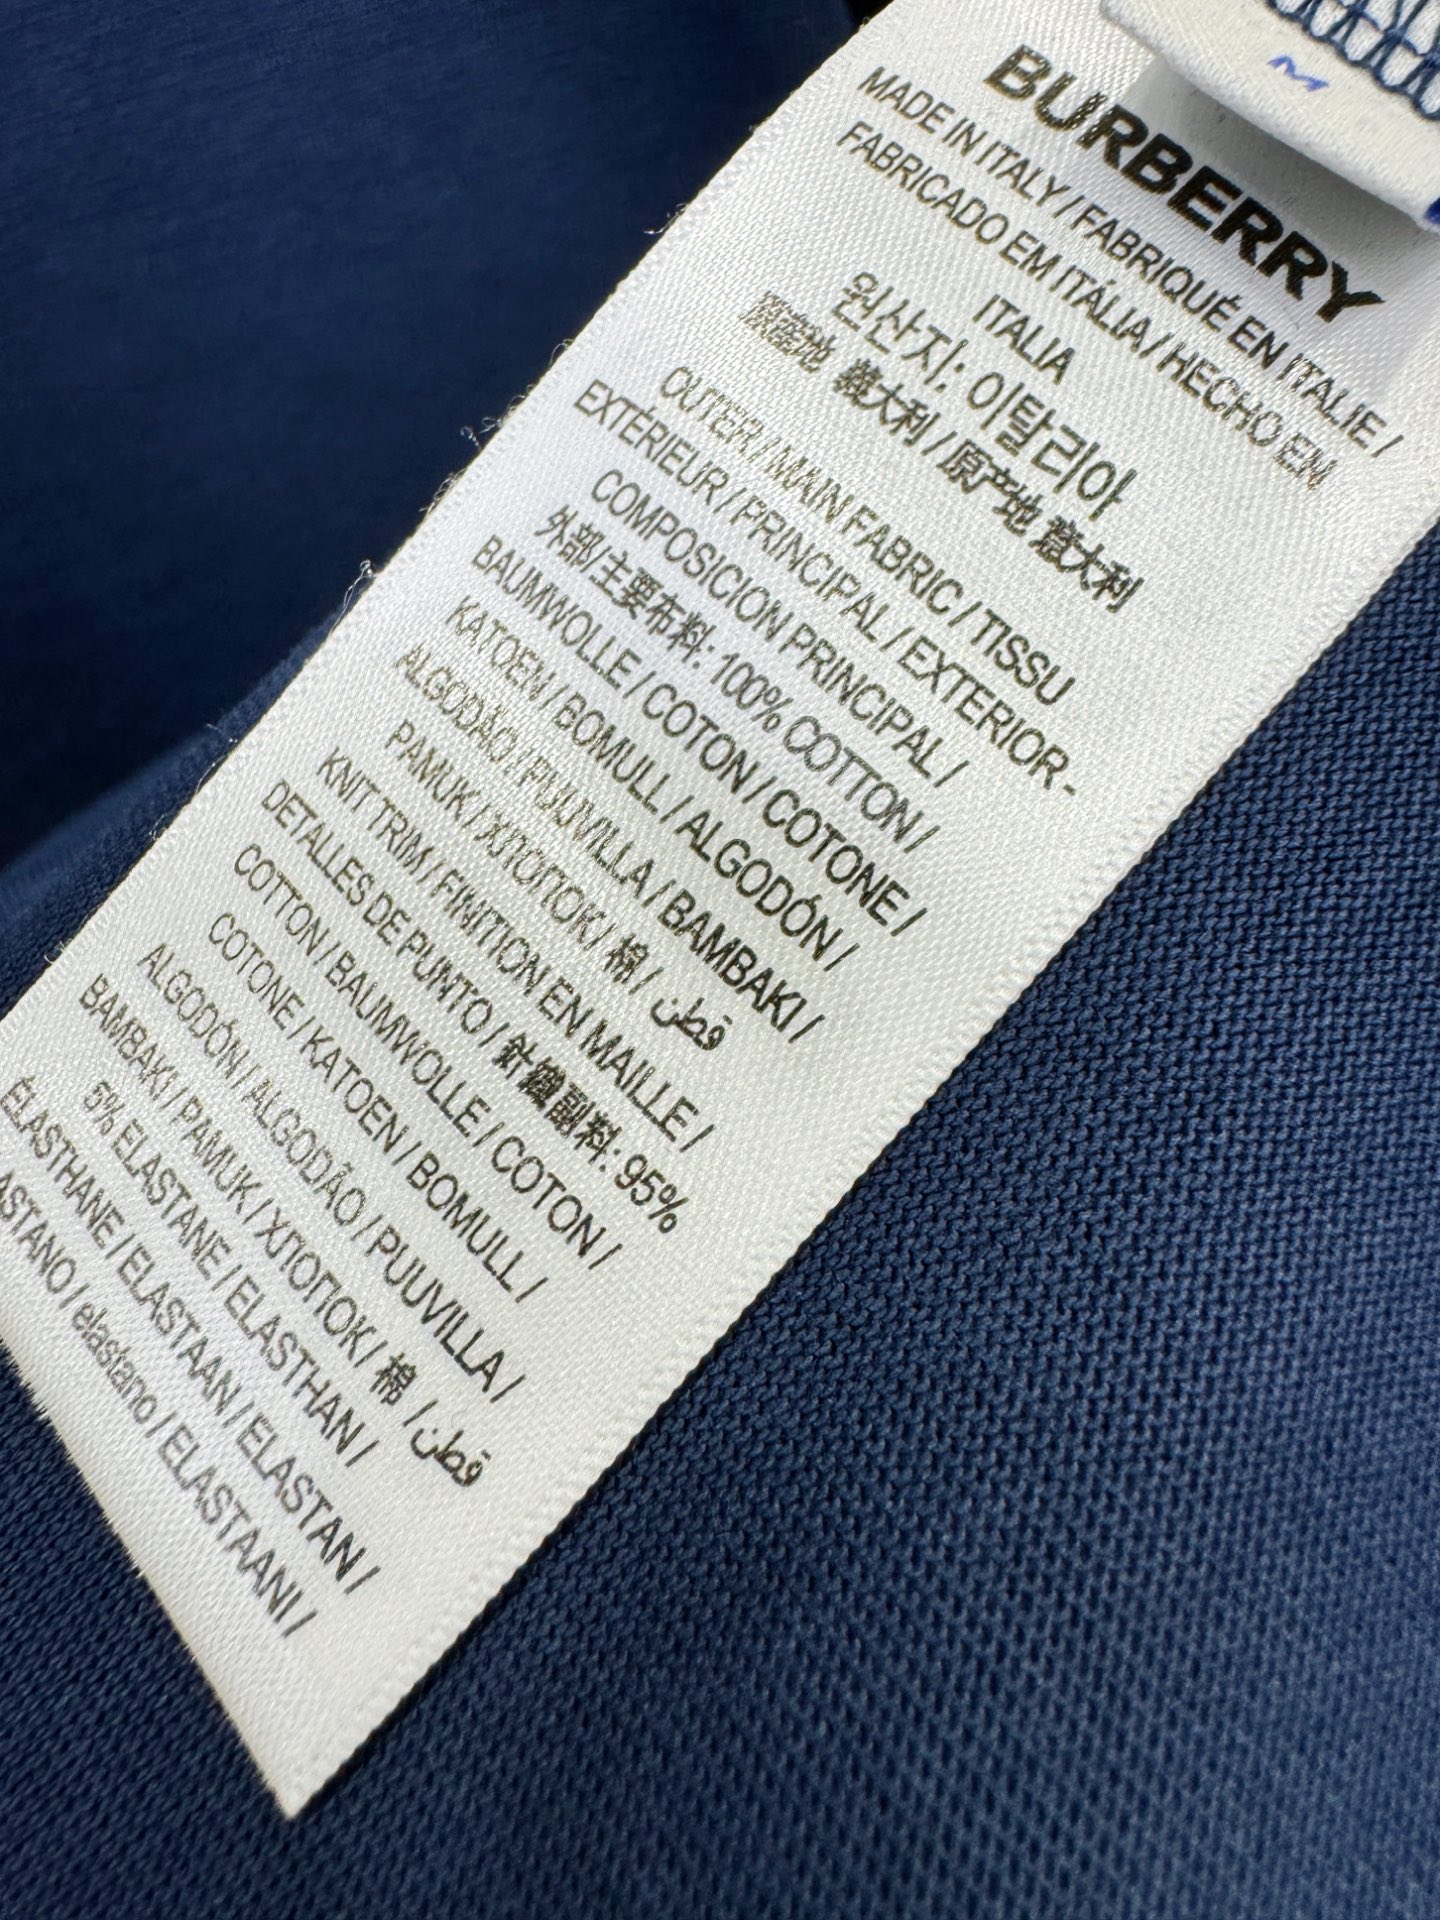 M
BURBERRY
MADE IN ITALY / FABRIQUÉ EN ITALIE /
FABRICADO EM ITÁLIA / HECHO EN
ITALIA
원산지: 이탈리아
原產地 義大利 / 原产地 意大利
OUTER / MAIN FABRIC / TISSU
EXTÉRIEUR / PRINCIPAL / EXTERIOR-
COMPOSICION PRINCIPAL /
外部/主要布料: 100% COTTON /
BAUMWOLLE / COTON / COTONE /
KATOEN / BOMULL / ALGODÓN /
ALGODÃO / PUUVILLA / BAMBAKI /
PAMUK / ХЛОПОК / 棉 / قطن
KNIT TRIM / FINITION EN MAILLE /
DETALLES DE PUNTO / 針織副料: 95%
COTTON / BAUMWOLLE / COTON /
COTONE / KATOEN / BOMULL /
ALGODÓN / ALGODÃO / PUUVILLA /
BAMBAKI / PAMUK / ХЛОПОК / 棉 / قطن
5% ELASTANE / ELASTHAN /
ÉLASTHANE / ELASTAAN / ELASTAN /
ASTANO / elastano / ELASTAANI /